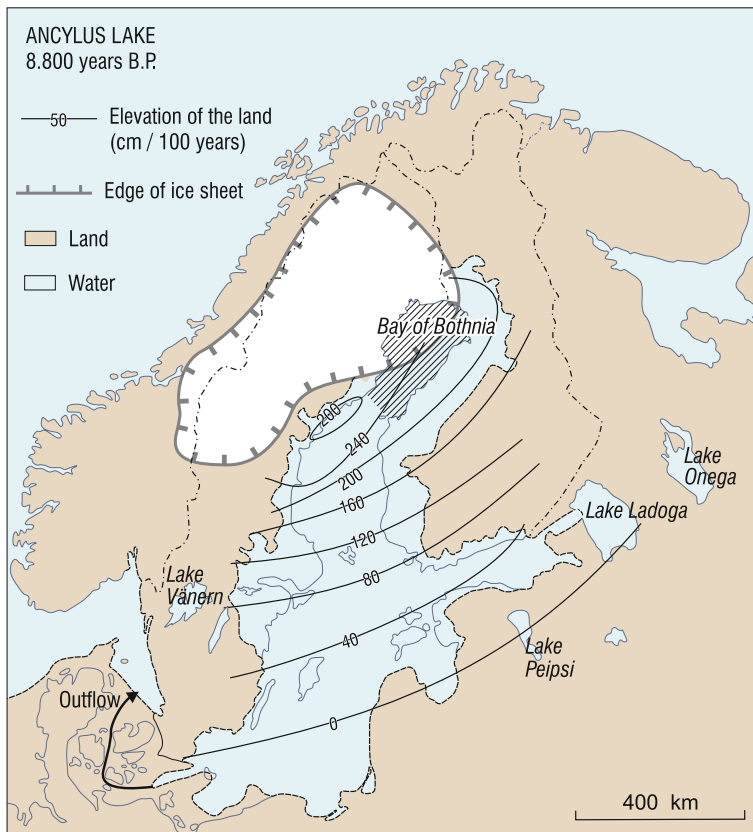 ANCYLUS LAKE
8.800 years B.P.
50
Elevation of the land
(cm / 100 years)
Edge of ice sheet
Land
Water
Bay of Bothnia
200
240
200
160
120
80
40
0
Lake
Onega
Lake Ladoga
Lake
Vänern
Lake
Peipsi
Outflow
400 km